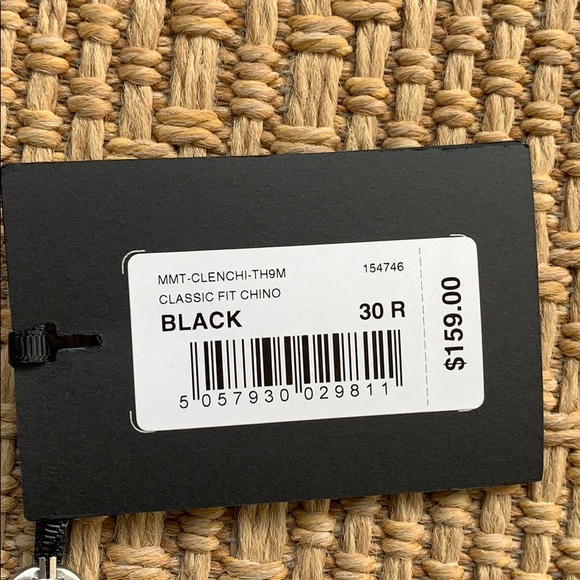 MMT-CLENCHI-TH9M 154746
CLASSIC FIT CHINO
BLACK 30 R
5 057930 029811
$159.00